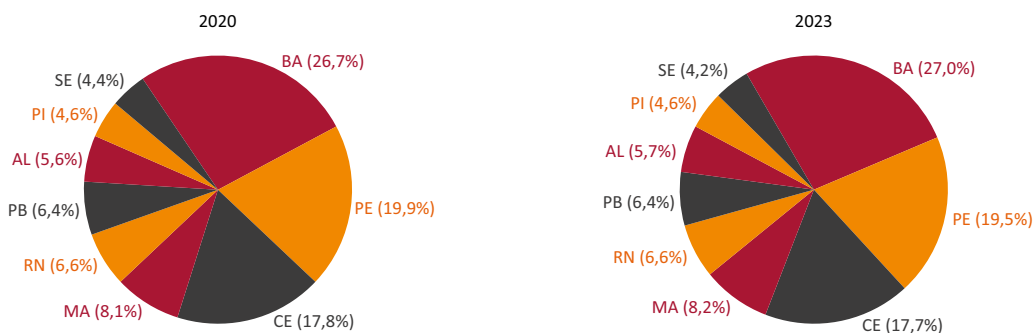 2020
BA (26,7%)
PE (19,9%)
CE (17,8%)
MA (8,1%)
RN (6,6%)
PB (6,4%)
AL (5,6%)
PI (4,6%)
SE (4,4%)
2023
BA (27,0%)
PE (19,5%)
CE (17,7%)
MA (8,2%)
RN (6,6%)
PB (6,4%)
AL (5,7%)
PI (4,6%)
SE (4,2%)